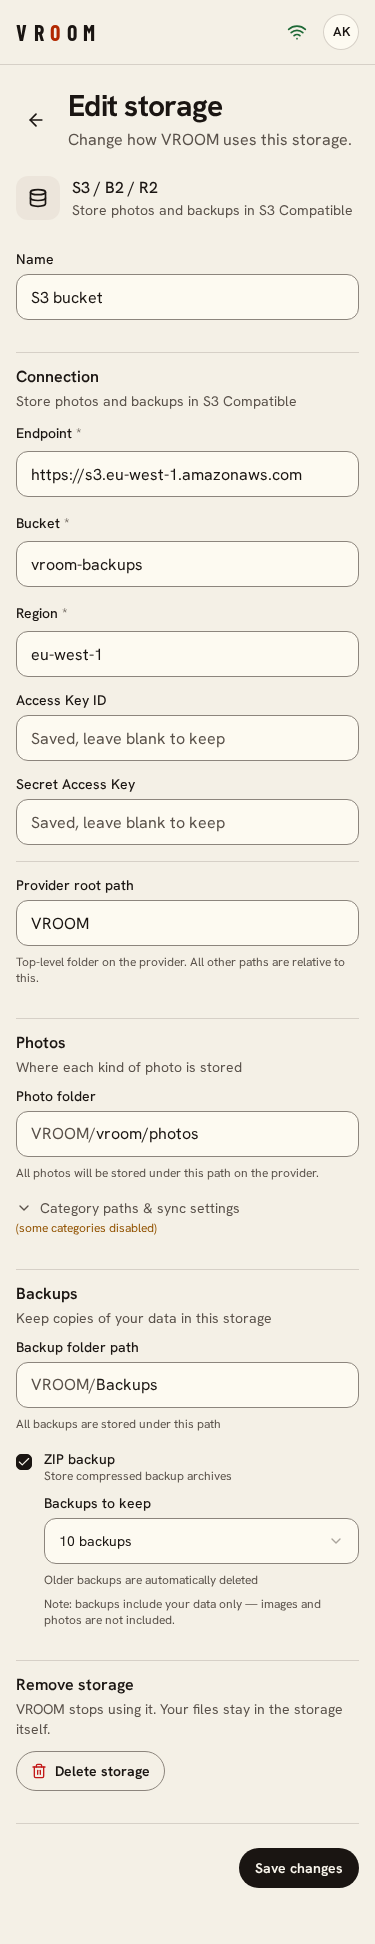 VROOM
AK
Edit storage
Change how VROOM uses this storage.
S3 / B2 / R2
Store photos and backups in S3 Compatible
Name
S3 bucket
Connection
Store photos and backups in S3 Compatible
Endpoint *
https://s3.eu-west-1.amazonaws.com
Bucket *
vroom-backups
Region *
eu-west-1
Access Key ID
Saved, leave blank to keep
Secret Access Key
Saved, leave blank to keep
Provider root path
VROOM
Top-level folder on the provider. All other paths are relative to
this.
Photos
Where each kind of photo is stored
Photo folder
VROOM/vroom/photos
All photos will be stored under this path on the provider.
Category paths & sync settings
(some categories disabled)
Backups
Keep copies of your data in this storage
Backup folder path
VROOM/Backups
All backups are stored under this path
ZIP backup
Store compressed backup archives
Backups to keep
10 backups
Older backups are automatically deleted
Note: backups include your data only — images and
photos are not included.
Remove storage
VROOM stops using it. Your files stay in the storage
itself.
Delete storage
Save changes